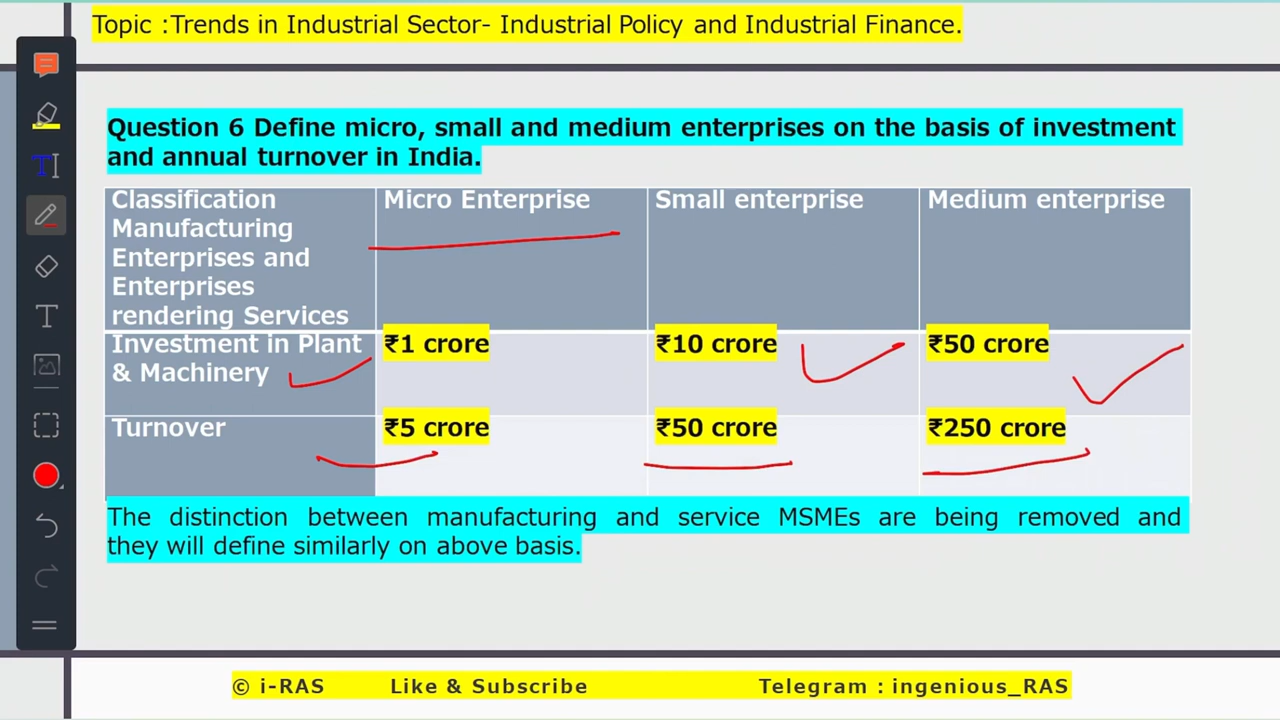 Topic :Trends in Industrial Sector- Industrial Policy and Industrial Finance.
Question 6 Define micro, small and medium enterprises on the basis of investment
and annual turnover in India.
Classification
Manufacturing
Enterprises and
Enterprises
rendering Services
Micro Enterprise
Small enterprise
Medium enterprise
Investment in Plant
& Machinery
₹1 crore
₹10 crore
₹50 crore
Turnover
₹5 crore
₹50 crore
₹250 crore
The distinction between manufacturing and service MSMEs are being removed and
they will define similarly on above basis.
© i-RAS Like & Subscribe Telegram : ingenious_RAS